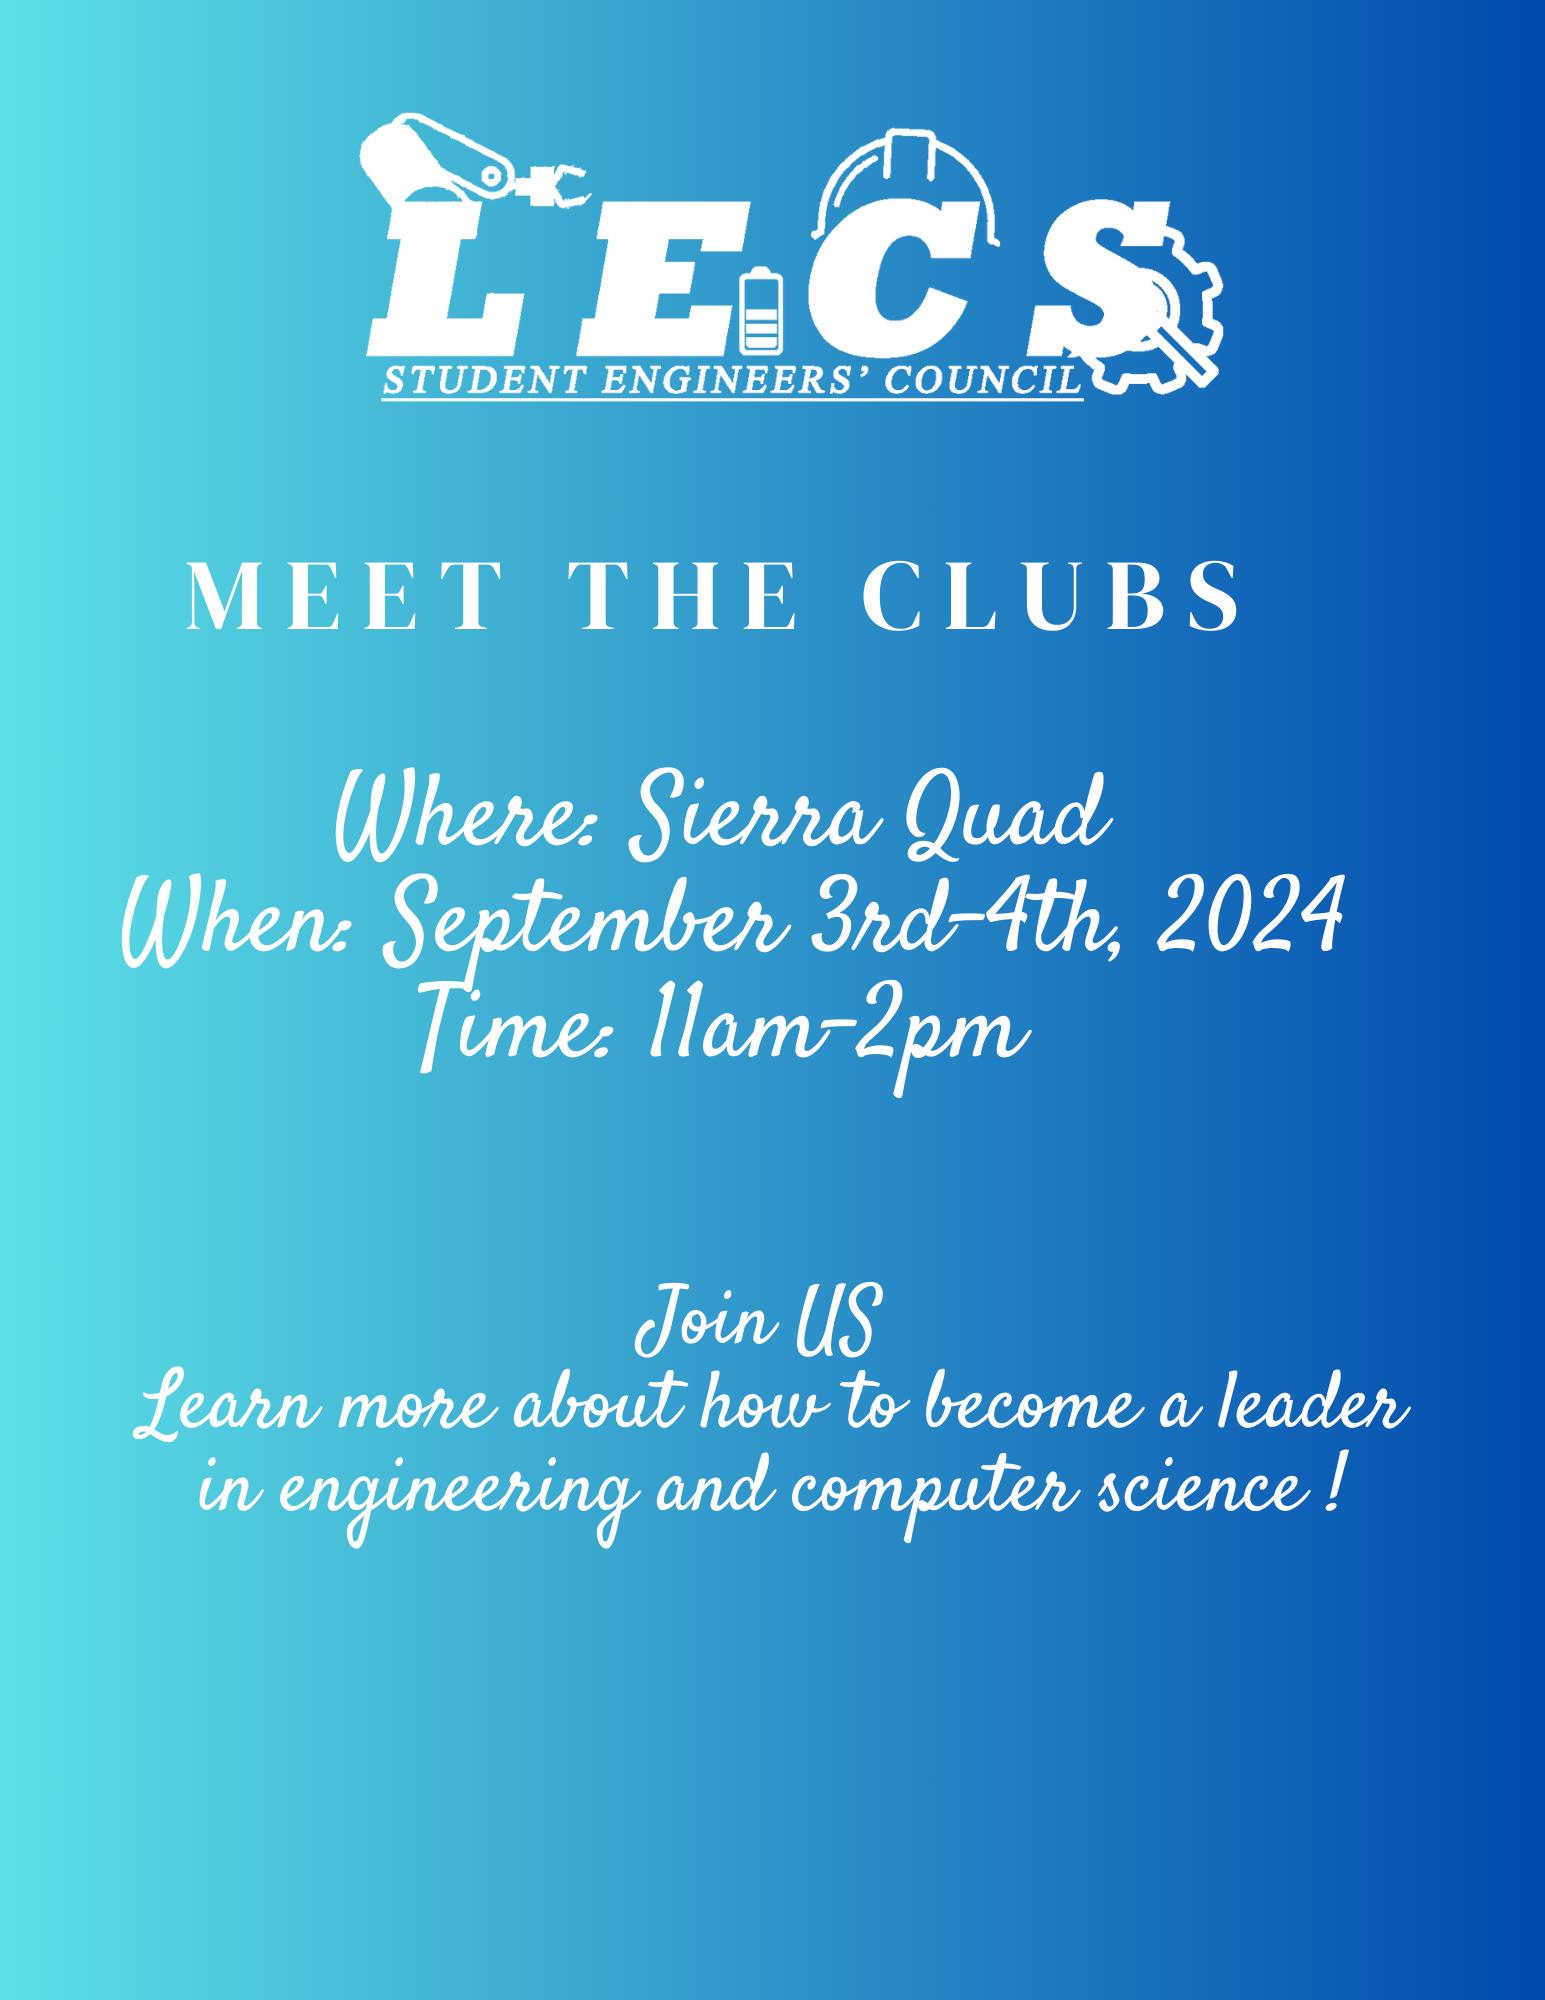 LECS
STUDENT ENGINEERS’ COUNCIL
MEET THE CLUBS
Where: Sierra Quad
When: September 3rd-4th, 2024
Time: 11am-2pm
Join US
Learn more about how to become a leader
in engineering and computer science !